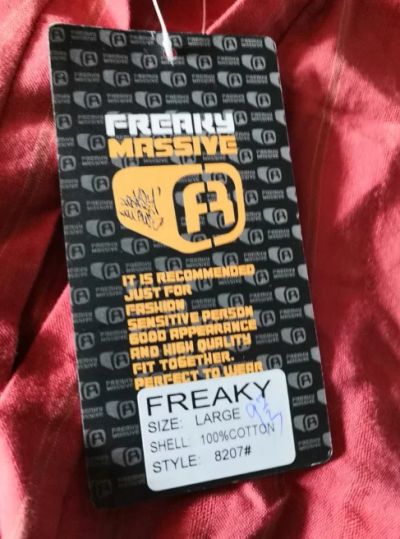 FREAKY
MASSIVE
IT IS RECOMMENDED
JUST FOR
FASHION
SENSITIVE PERSON
GOOD APPEARANCE
AND HIGH QUALITY
FIT TOGETHER.
PERFECT TO WEAR
FREAKY
SIZE: LARGE
SHELL: 100%COTTON
STYLE: 8207#